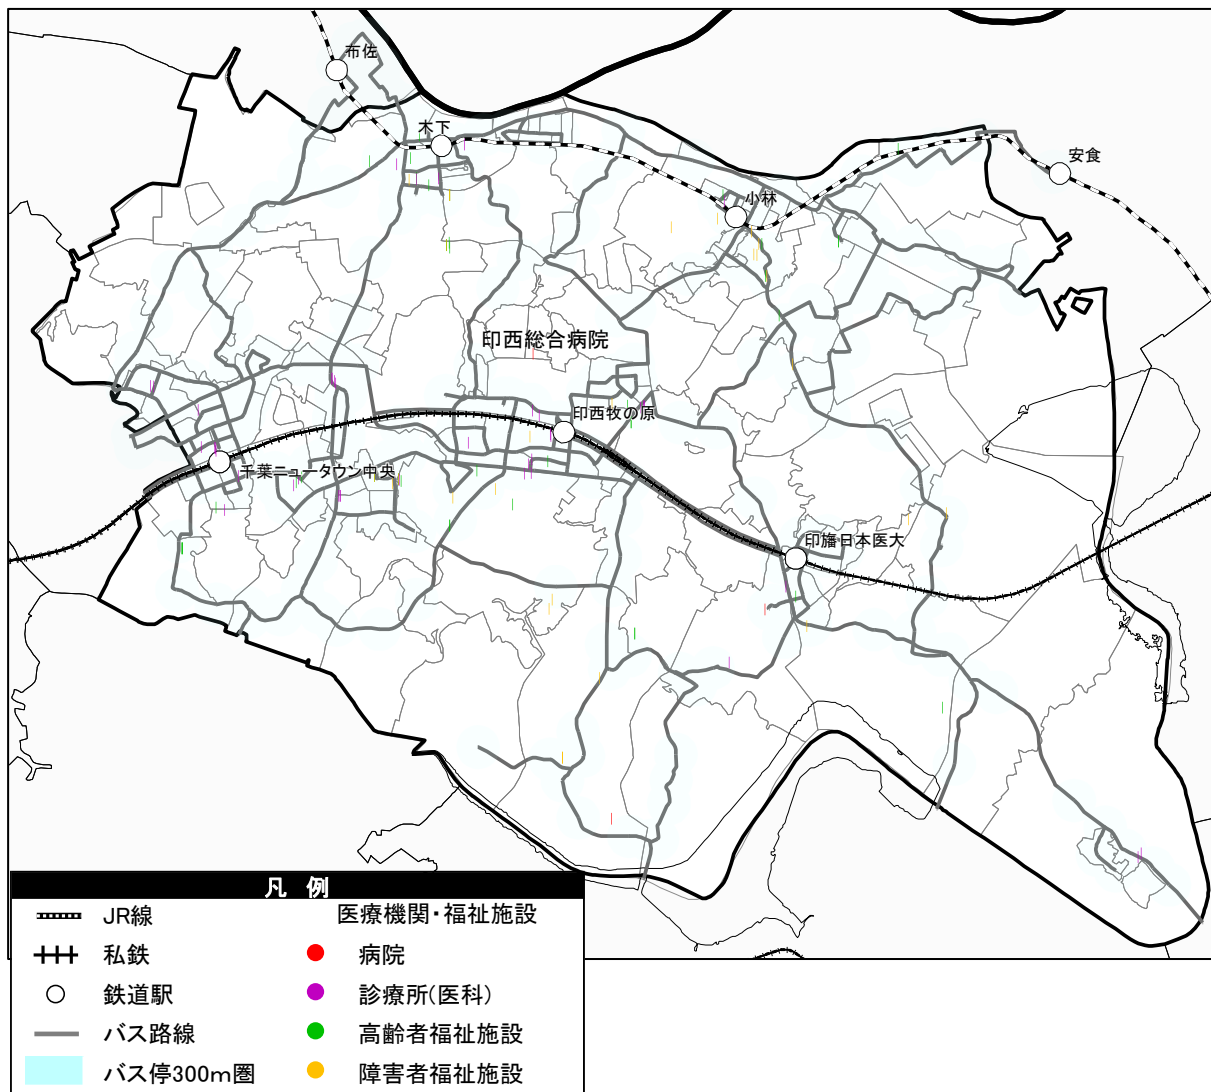 布佐
木下
安食
小林
印西総合病院
印西牧の原
千葉ニュータウン中央
印旛日本医大
凡 例
JR線
医療機関・福祉施設
私鉄
病院
鉄道駅
診療所(医科)
バス路線
高齢者福祉施設
バス停300m圏
障害者福祉施設